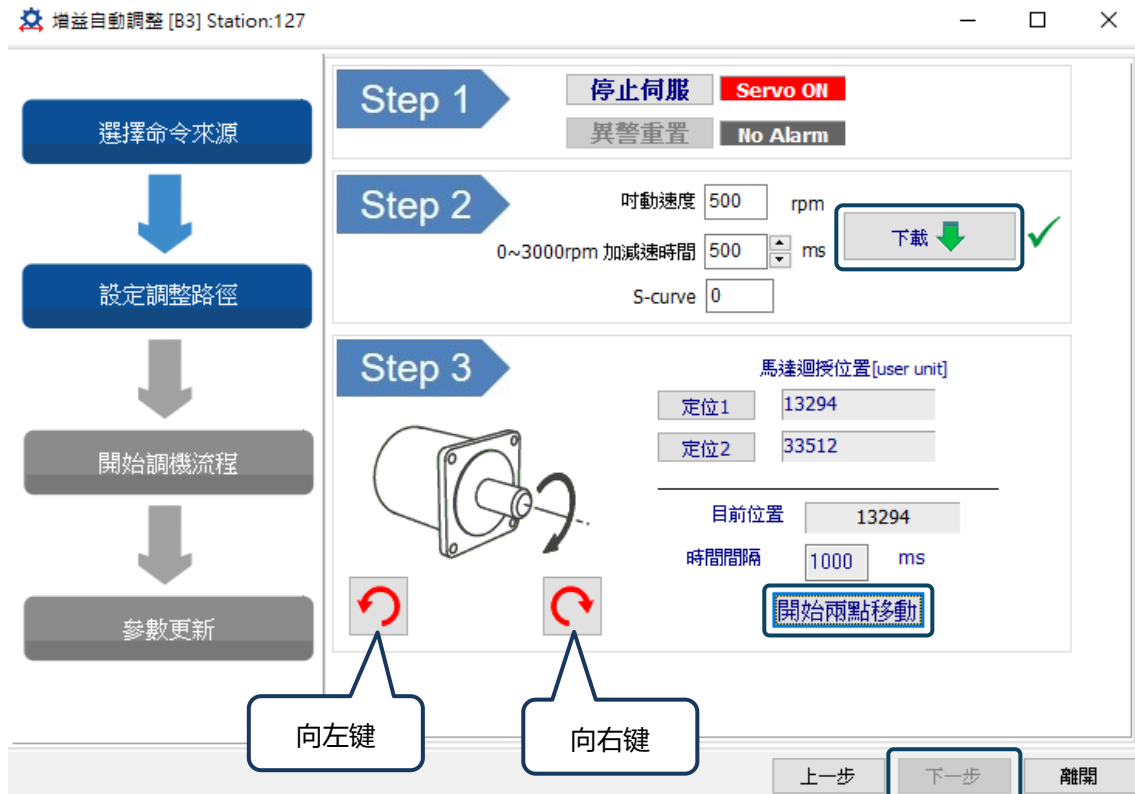 增益自動調整 [B3] Station:127
選擇命令來源
設定調整路徑
開始調機流程
參數更新
Step 1
停止伺服 Servo ON
異警重置 No Alarm
Step 2
吋動速度 500 rpm
0~3000rpm 加減速時間 500 ms
S-curve 0
下載
Step 3
馬達迴授位置[user unit]
定位1 13294
定位2 33512
目前位置 13294
時間間隔 1000 ms
開始兩點移動
向左键
向右键
上一步 下一步 離開